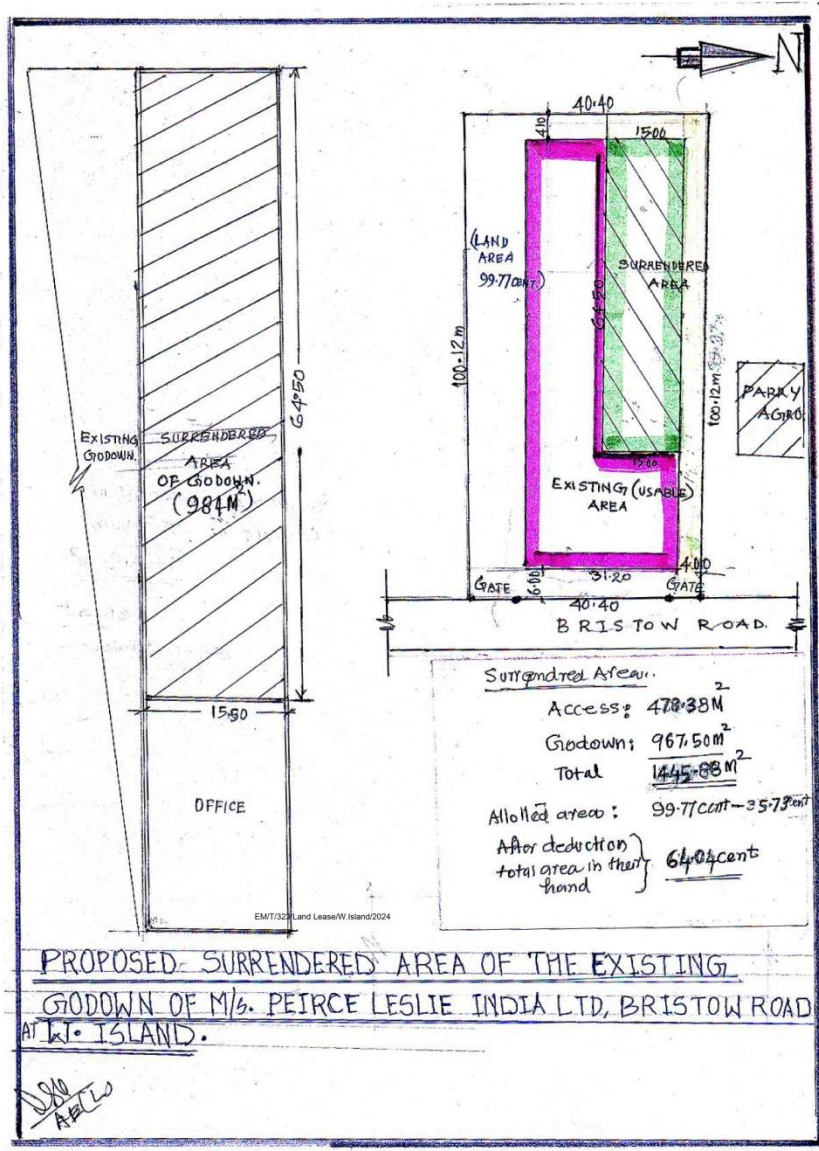 N
40.40
4.10
15.00
(LAND
AREA
99.77CENT.)
SURRENDERED
AREA
64.50
100.12m
100.12m
64.50
PARRY
AGRO
EXISTING
GODOWN.
SURRENDERED
AREA
OF GODOWN.
(984M2)
15.00
EXISTING (USABLE)
AREA
4.00
GATE
6.00
31.20
GATE
40.40
BRISTOW ROAD.
15.50
OFFICE
Surrendred Area..
Access: 478.38M2
Godown: 967.50m2
Total 1445.88M2
Allolled area: 99.77cent-35.73cent
After deduction
total area in their
hand
64.04cent
EM/T/323/Land Lease/W.Island/2024
PROPOSED SURRENDERED AREA OF THE EXISTING
GODOWN OF M/s. PEIRCE LESLIE INDIA LTD, BRISTOW ROAD
AT W. ISLAND.